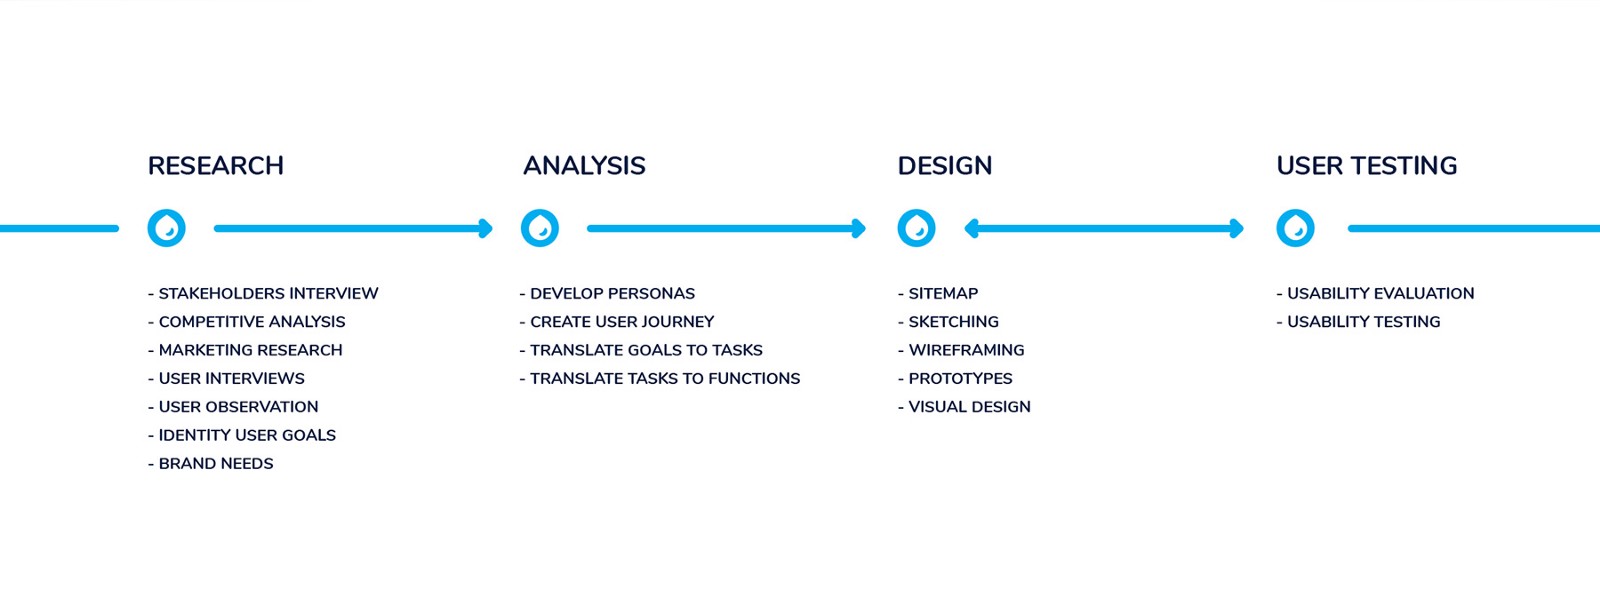 RESEARCH
- STAKEHOLDERS INTERVIEW
- COMPETITIVE ANALYSIS
- MARKETING RESEARCH
- USER INTERVIEWS
- USER OBSERVATION
- IDENTITY USER GOALS
- BRAND NEEDS
ANALYSIS
- DEVELOP PERSONAS
- CREATE USER JOURNEY
- TRANSLATE GOALS TO TASKS
- TRANSLATE TASKS TO FUNCTIONS
DESIGN
- SITEMAP
- SKETCHING
- WIREFRAMING
- PROTOTYPES
- VISUAL DESIGN
USER TESTING
- USABILITY EVALUATION
- USABILITY TESTING